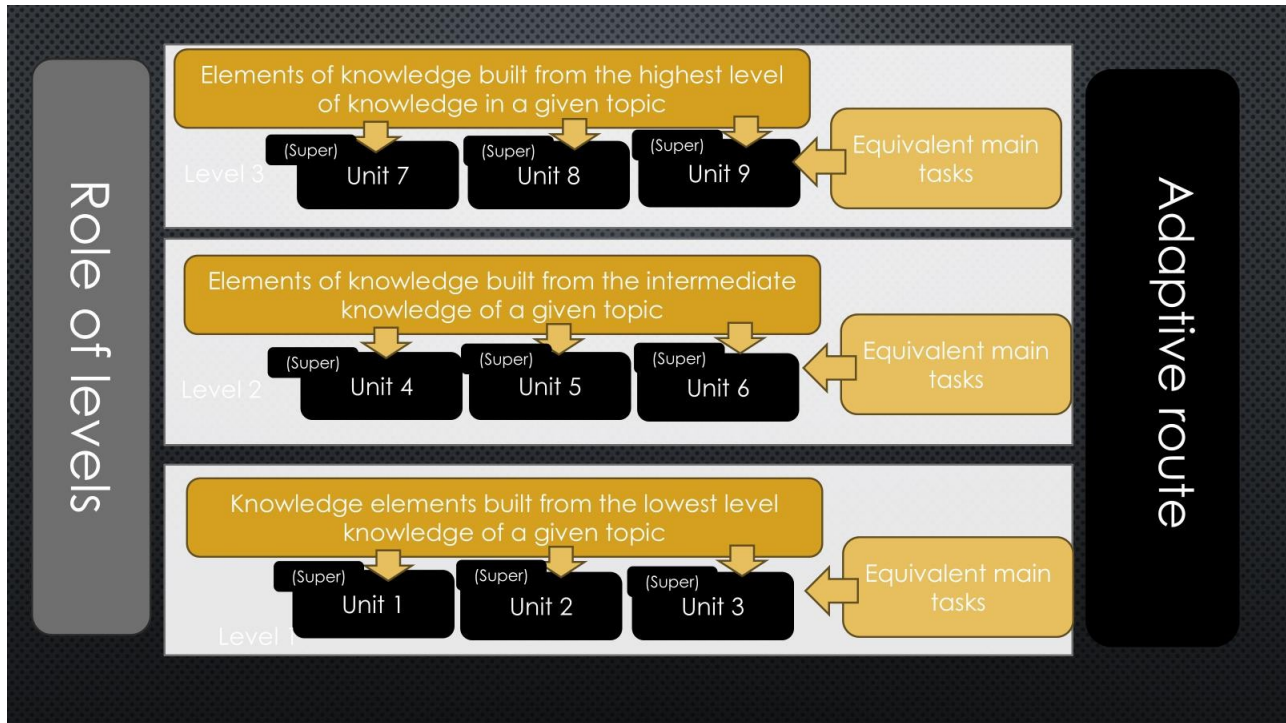 Role of levels
Elements of knowledge built from the highest level
of knowledge in a given topic
(Super)
Unit 7
(Super)
Unit 8
(Super)
Unit 9
Level 3
Equivalent main
tasks
Elements of knowledge built from the intermediate
knowledge of a given topic
(Super)
Unit 4
(Super)
Unit 5
(Super)
Unit 6
Level 2
Equivalent main
tasks
Knowledge elements built from the lowest level
knowledge of a given topic
(Super)
Unit 1
(Super)
Unit 2
(Super)
Unit 3
Level 1
Equivalent main
tasks
Adaptive route